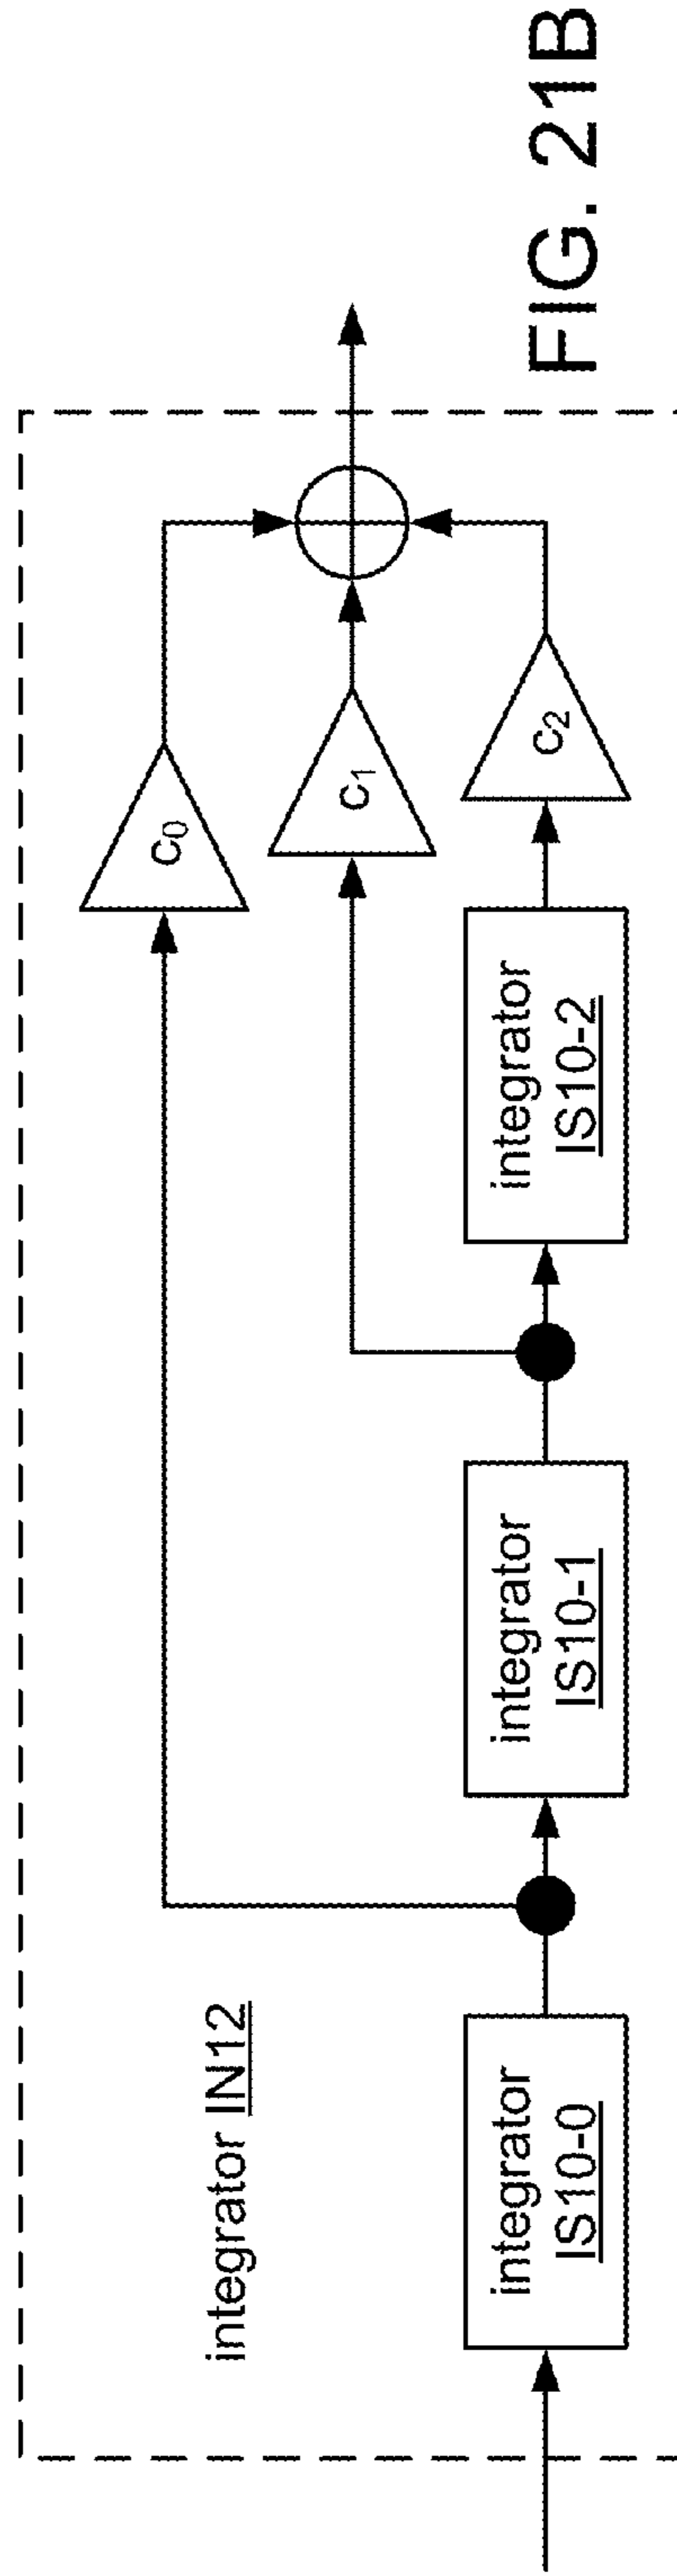 integrator IN12
integrator
IS10-0
integrator
IS10-1
integrator
IS10-2
c0
c1
c2
FIG. 21B